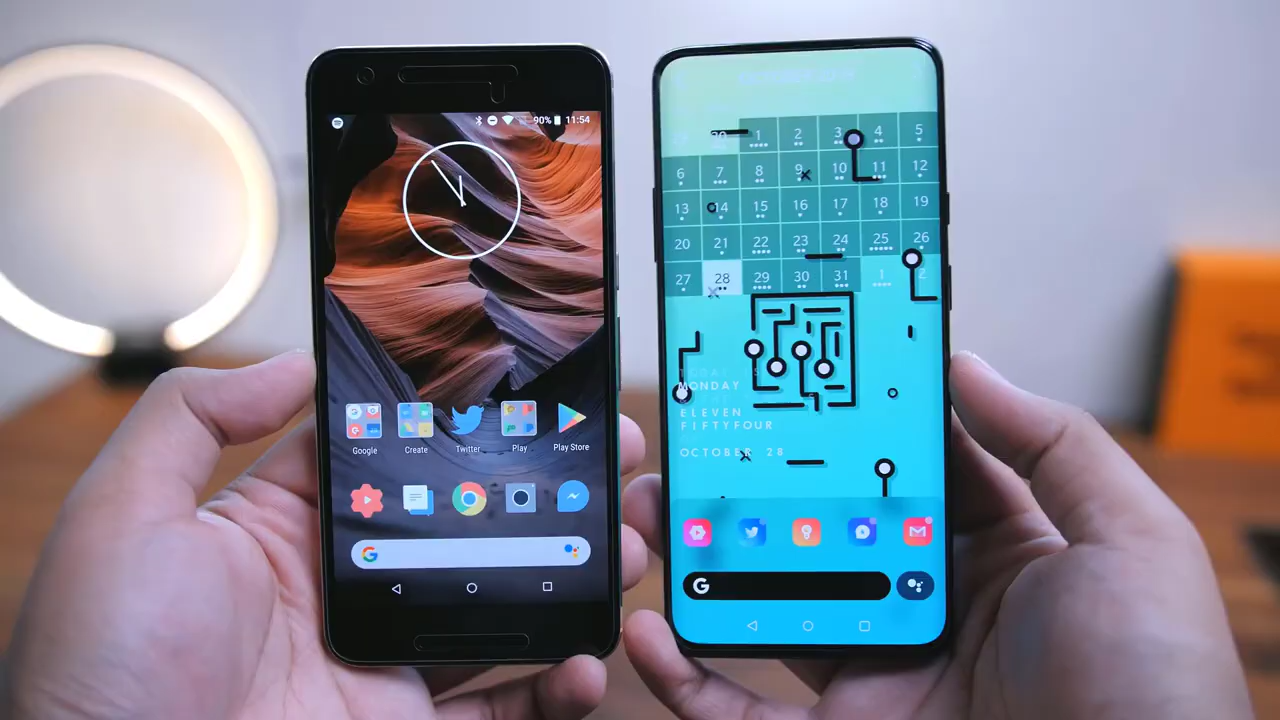 90% 11:54
Google Create Twitter Play Play Store
G
1 2 3 4 5
6 7 8 9 10 11 12
13 14 15 16 17 18 19
20 21 22 23 24 25 26
27 28 29 30 31 1 2
MONDAY
ELEVEN
FIFTYFOUR
OCTOBER 28
G